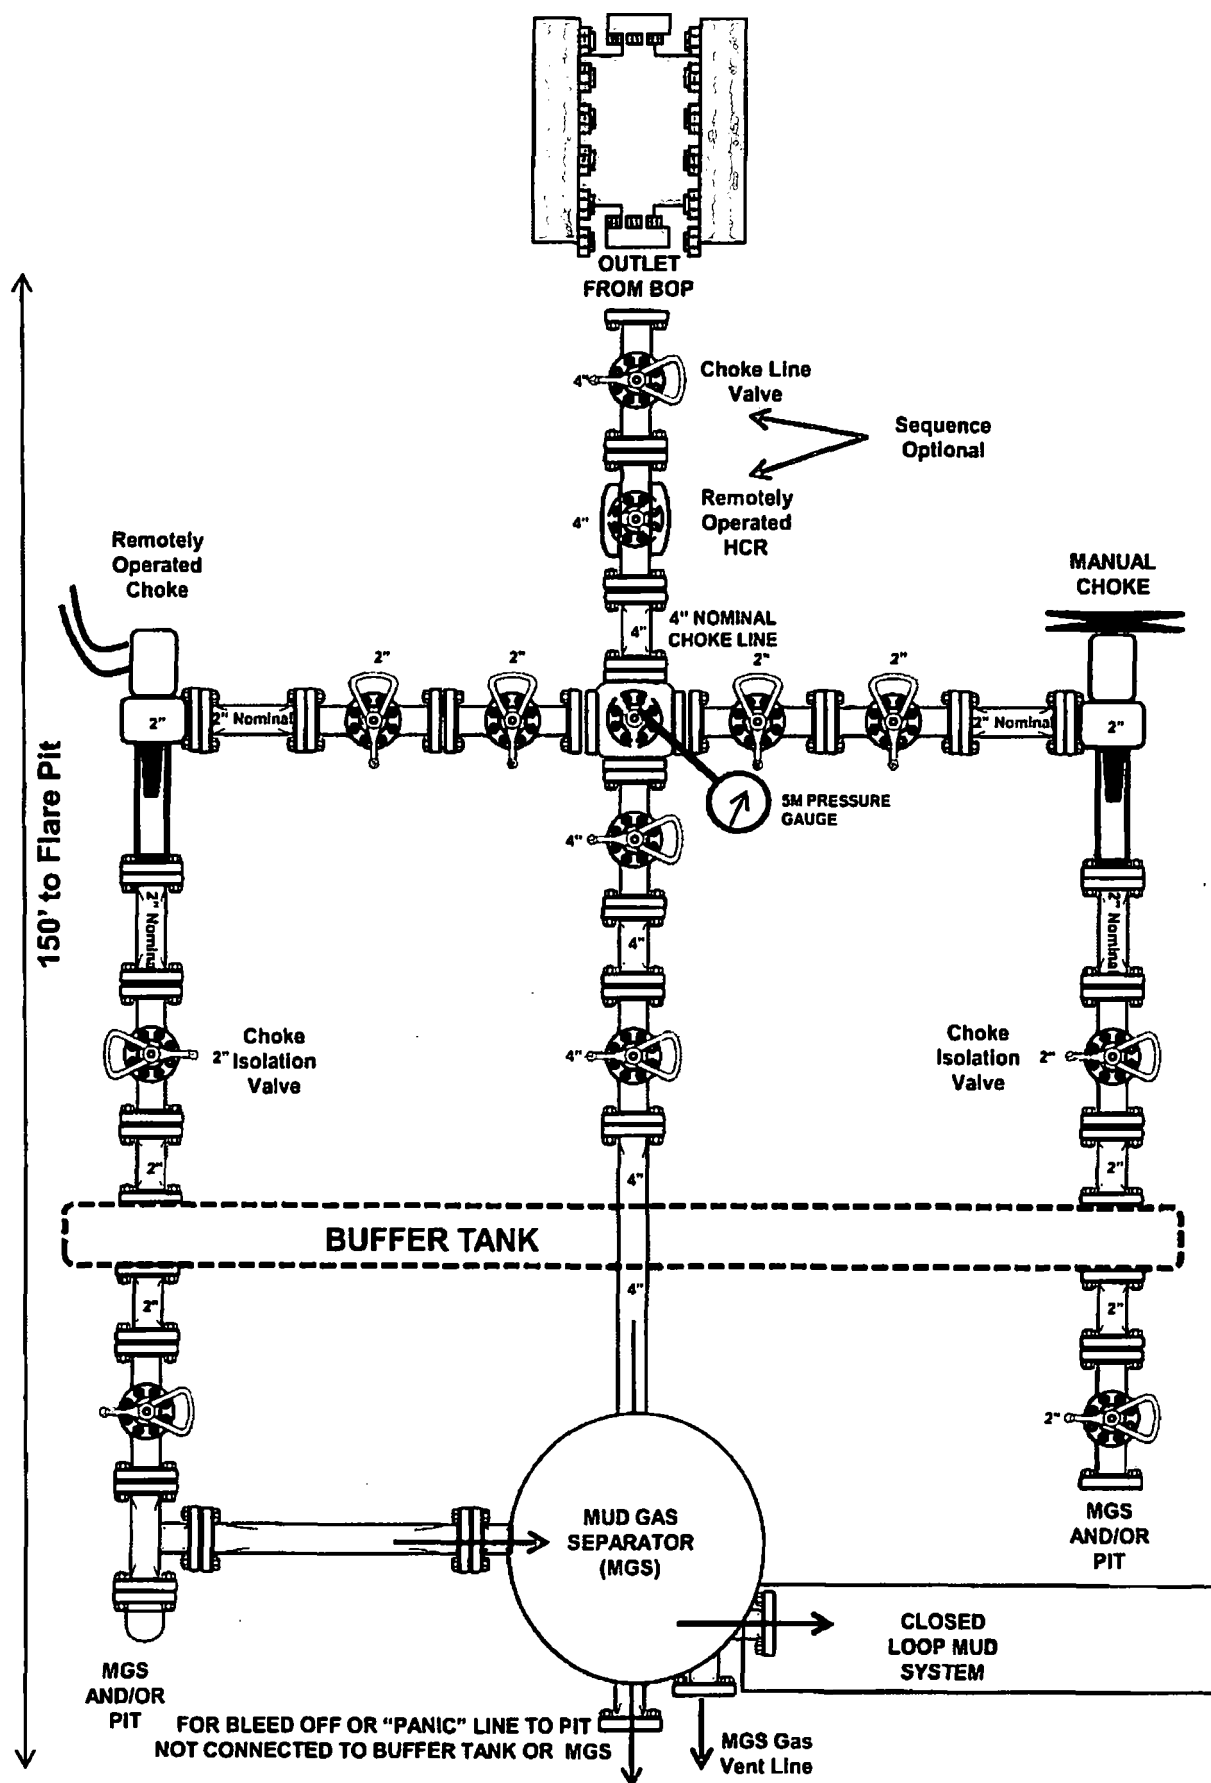 OUTLET
FROM BOP
4"
Choke Line
Valve
Sequence
Optional
4"
Remotely
Operated
HCR
Remotely
Operated
Choke
MANUAL
CHOKE
4"
4" NOMINAL
CHOKE LINE
2"
2"
2"
2"
2"
2" Nominal
2" Nominal
2"
150' to Flare Pit
5M PRESSURE
GAUGE
4"
2" Nominal
4"
2" Nominal
2"
Choke
Isolation
Valve
4"
Choke
Isolation
Valve
2"
2"
4"
2"
BUFFER TANK
2"
4"
2"
2"
MUD GAS
SEPARATOR
(MGS)
MGS
AND/OR
PIT
CLOSED
LOOP MUD
SYSTEM
MGS
AND/OR
PIT
FOR BLEED OFF OR "PANIC" LINE TO PIT
NOT CONNECTED TO BUFFER TANK OR MGS
MGS Gas
Vent Line